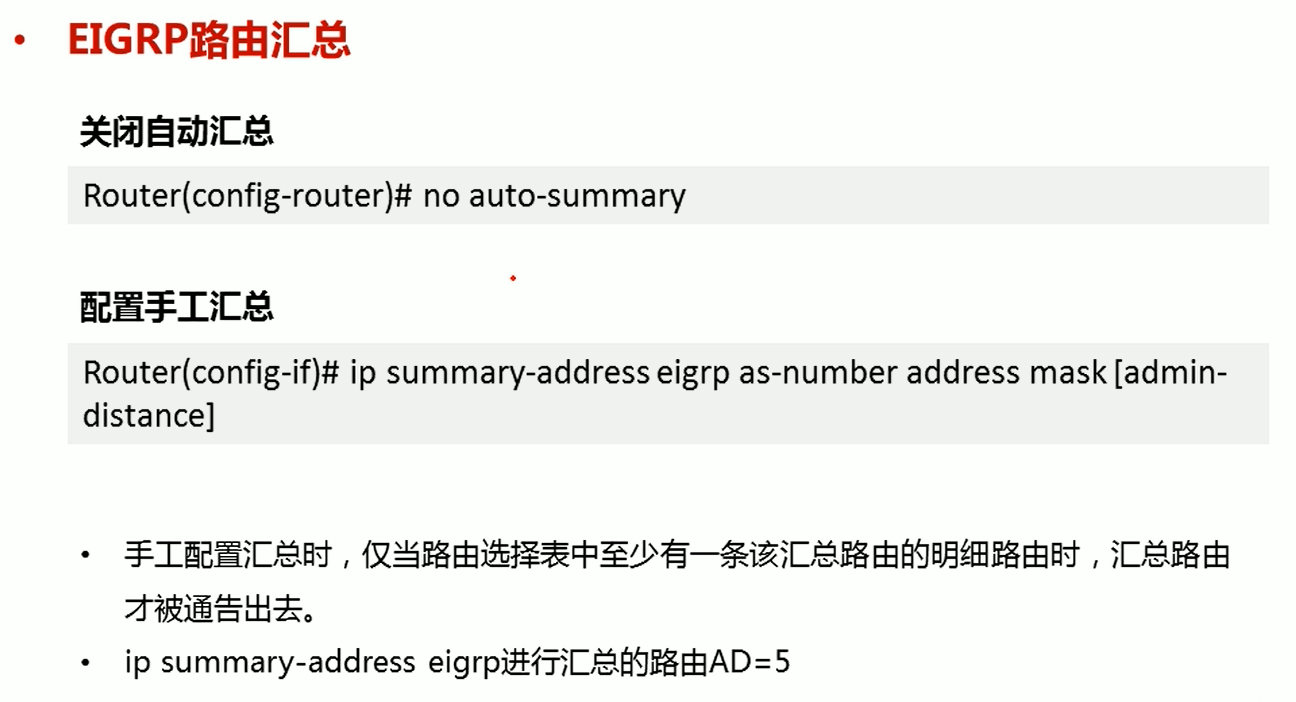 • EIGRP路由汇总
关闭自动汇总
Router(config-router)# no auto-summary
配置手工汇总
Router(config-if)# ip summary-address eigrp as-number address mask [admin-
distance]
• 手工配置汇总时，仅当路由选择表中至少有一条该汇总路由的明细路由时，汇总路由
才被通告出去。
• ip summary-address eigrp进行汇总的路由AD=5